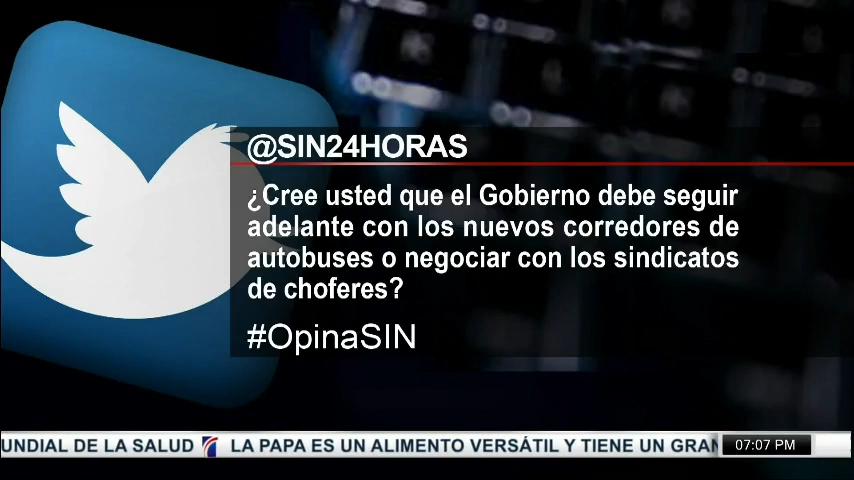 @SIN24HORAS
¿Cree usted que el Gobierno debe seguir
adelante con los nuevos corredores de
autobuses o negociar con los sindicatos
de choferes?
#OpinaSIN
UNDIAL DE LA SALUD LA PAPA ES UN ALIMENTO VERSÁTIL Y TIENE UN GRAN 07:07 PM